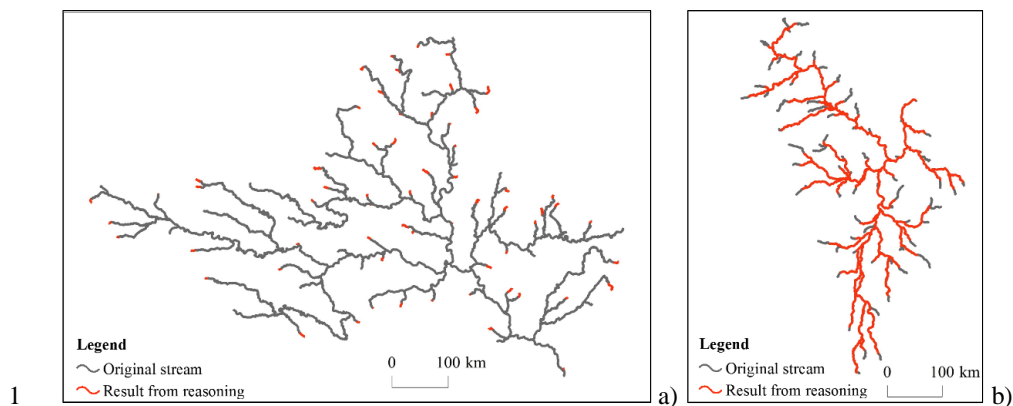 Legend
0 100 km
Original stream
Result from reasoning
1
a)
Legend
Original stream
0 100 km
Result from reasoning
b)